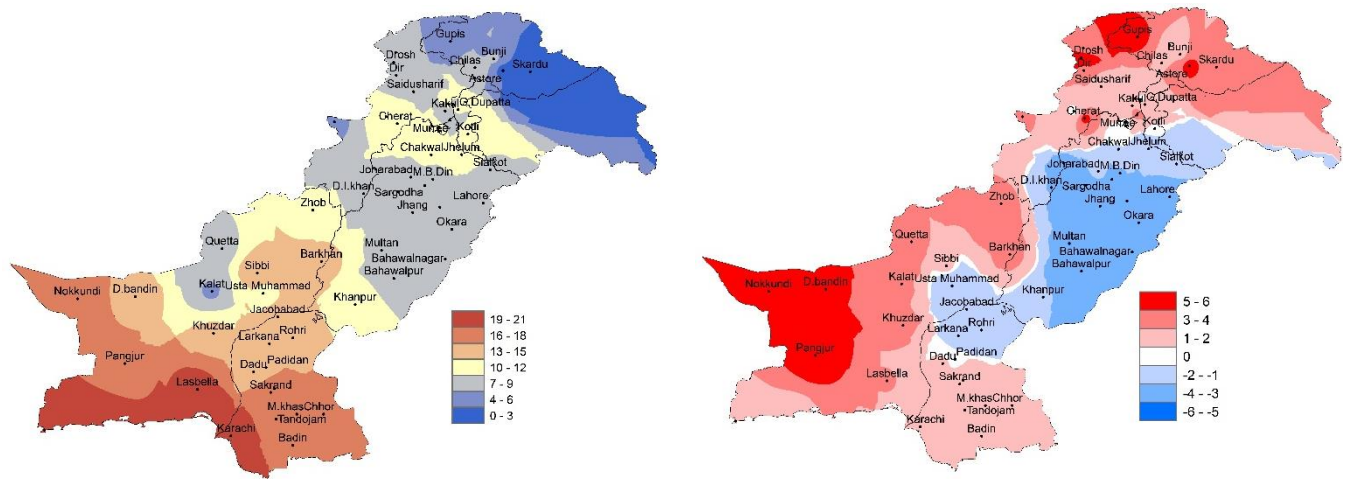 Gupis
Drosh
Bunji
Dir
Chilas
Skardu
Astore
Saidusharif
Kakul
G.Dupatta
Cherat
Murree
Kotli
Chakwal
Jhelum
Sialkot
Joharabad
M.B.Din
D.I.khan
Sargodha
Lahore
Zhob
Jhang
Okara
Quetta
Multan
Barkhan
Bahawalnagar
Sibbi
Bahawalpur
Nokkundi
D.bandin
Kalat
Usta Muhammad
Khanpur
Jacobabad
Khuzdar
Rohri
Larkana
Pangjur
Dadu
Padidan
Lasbella
Sakrand
M.khas
Chhor
Tandojam
Karachi
Badin
19 - 21
16 - 18
13 - 15
10 - 12
7 - 9
4 - 6
0 - 3
Gupis
Drosh
Bunji
Dir
Chilas
Skardu
Astore
Saidusharif
Kakul
G.Dupatta
Cherat
Kotli
Chakwal
Jhelum
Sialkot
Joharabad
M.B.Din
D.I.khan
Sargodha
Lahore
Zhob
Jhang
Okara
Quetta
Multan
Barkhan
Bahawalnagar
Sibbi
Bahawalpur
Nokkundi
D.bandin
Kalat
Usta Muhammad
Khanpur
Jacobabad
Khuzdar
Larkana
Rohri
Pangjur
Dadu
Padidan
Lasbella
Sakrand
M.khas
Chhor
Tandojam
Karachi
Badin
5 - 6
3 - 4
1 - 2
0
-2 - -1
-4 - -3
-6 - -5